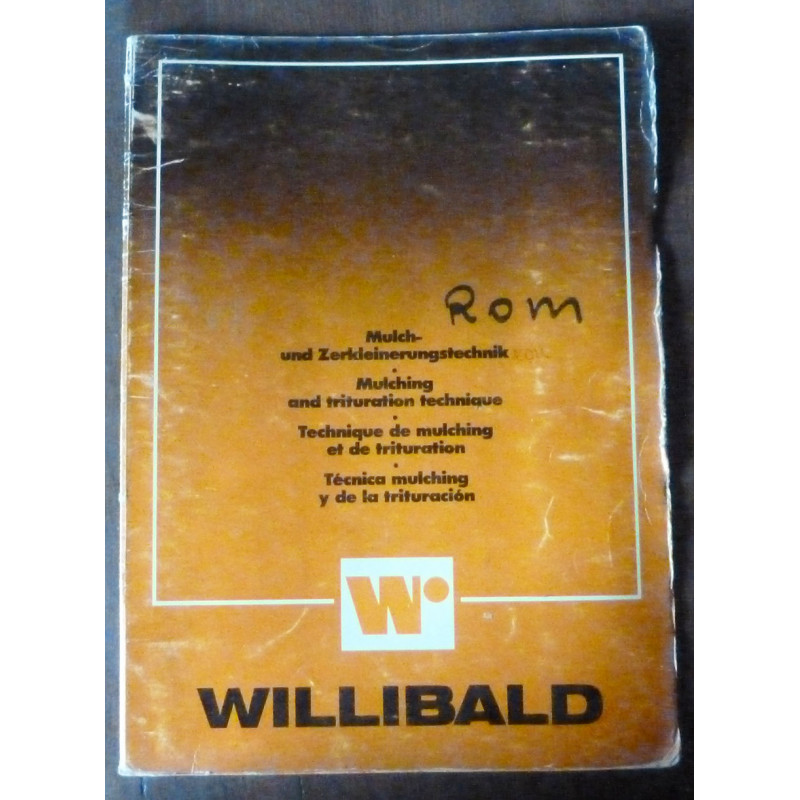 Rom
Mulch-
und Zerkleinerungstechnik
•
Mulching
and trituration technique
•
Technique de mulching
et de trituration
•
Técnica mulching
y de la trituración
W
WILLIBALD